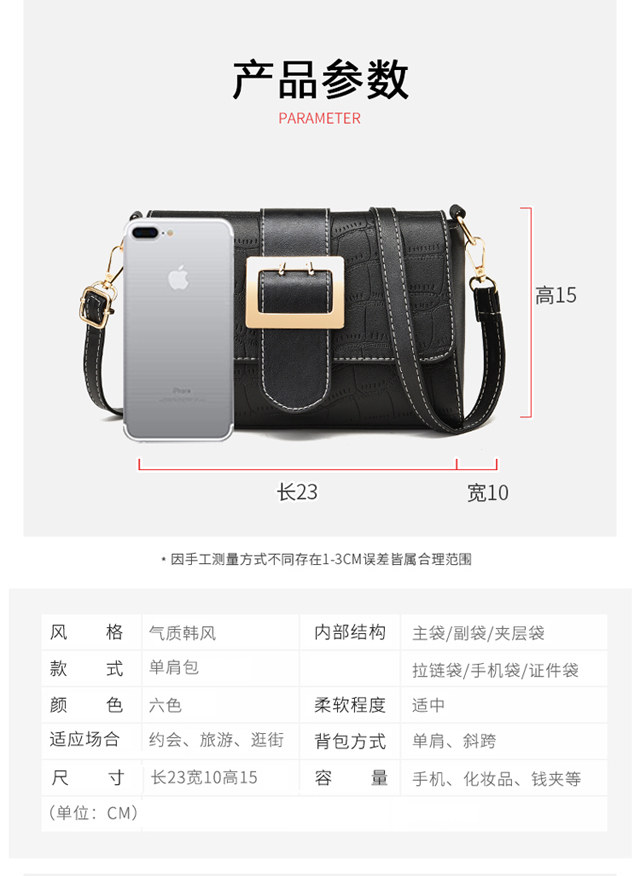 产品参数
PARAMETER
高15
iPhone
长23 宽10
* 因手工测量方式不同存在1-3CM误差皆属合理范围
风 格 气质韩风 内部结构 主袋/副袋/夹层袋
款 式 单肩包 拉链袋/手机袋/证件袋
颜 色 六色 柔软程度 适中
适应场合 约会、旅游、逛街 背包方式 单肩、斜跨
尺 寸 长23宽10高15 容 量 手机、化妆品、钱夹等
（单位：CM）